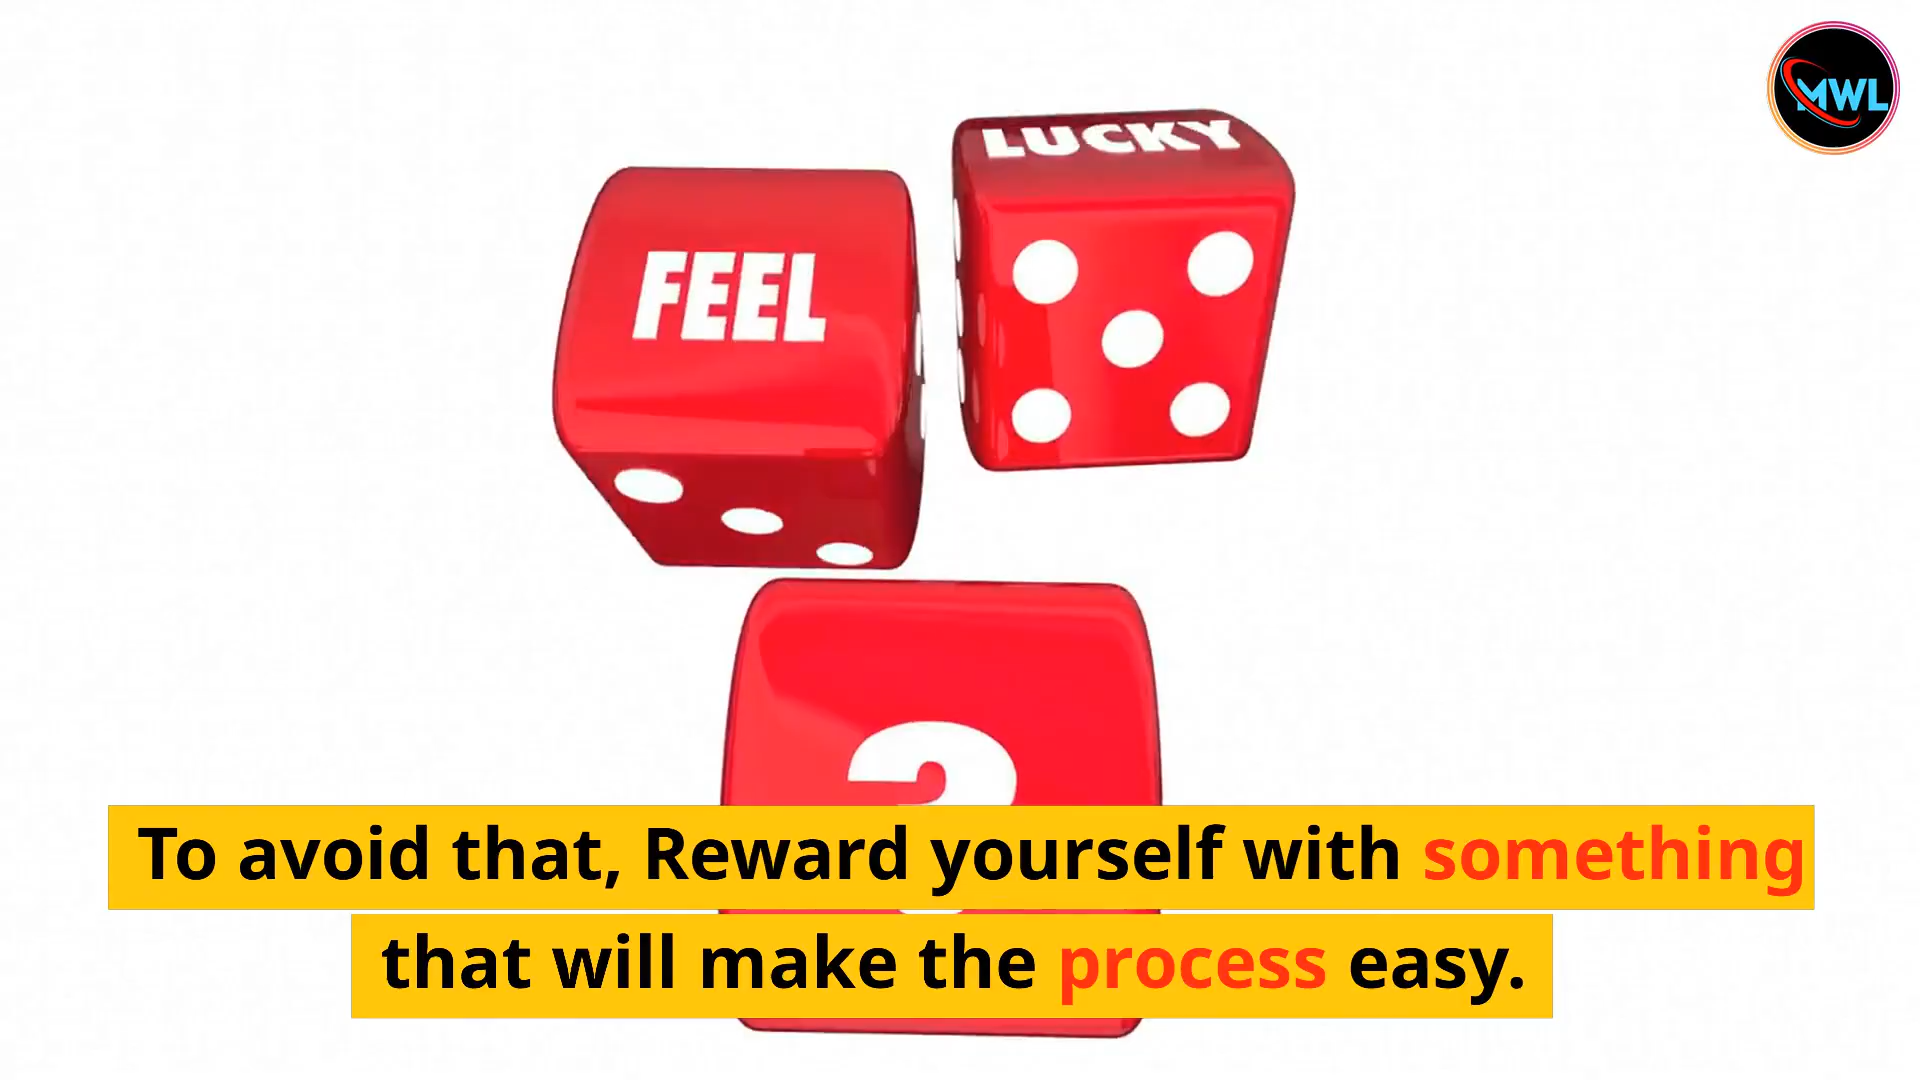 LUCKY
FEEL
MWL
?
To avoid that, Reward yourself with something
that will make the process easy.